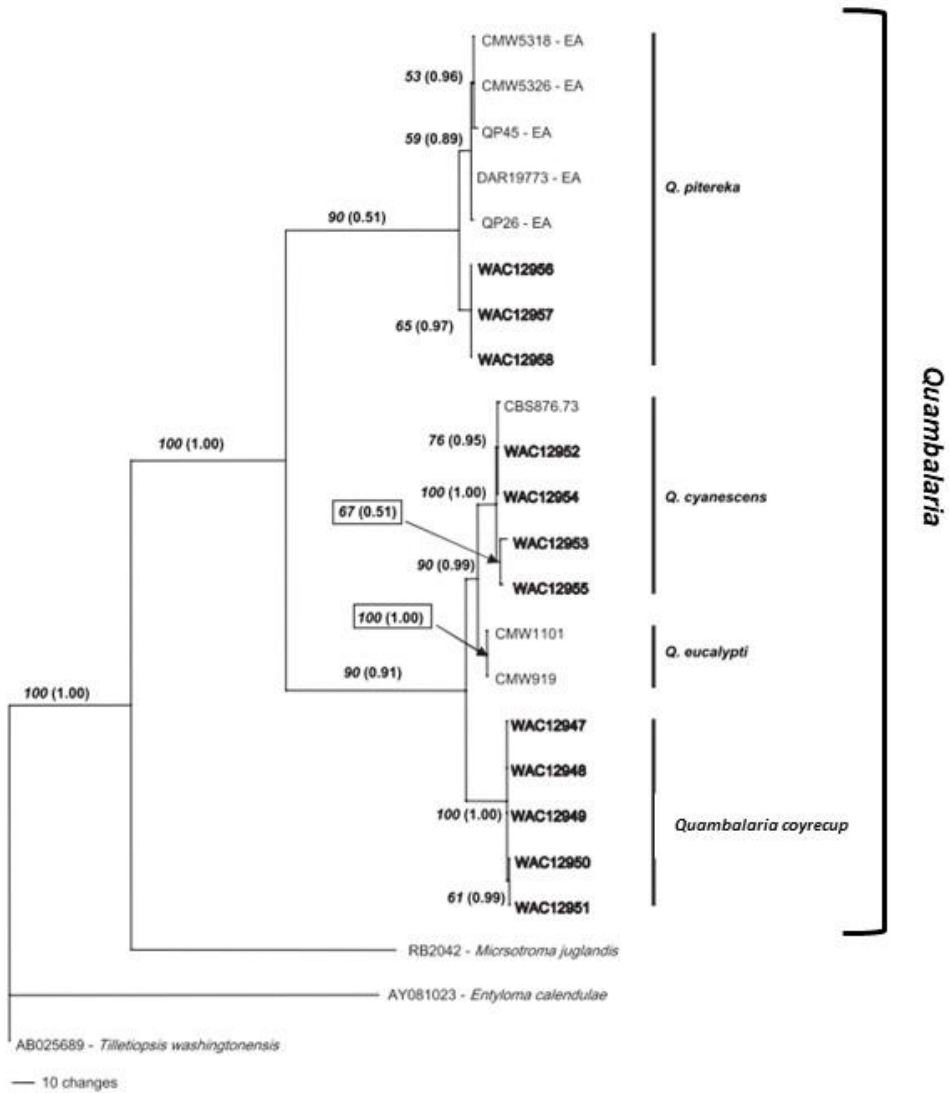 CMW5318 - EA
53 (0.96)
CMW5326 - EA
QP45 - EA
59 (0.89)
DAR19773 - EA
Q. pitereka
90 (0.51)
QP26 - EA
WAC12956
WAC12957
65 (0.97)
WAC12958
Quambalaria
CBS876.73
76 (0.95)
WAC12952
100 (1.00)
100 (1.00)
WAC12954
Q. cyanescens
67 (0.51)
WAC12953
90 (0.99)
WAC12955
100 (1.00)
CMW1101
Q. eucalypti
90 (0.91)
CMW919
100 (1.00)
WAC12947
WAC12948
100 (1.00)
WAC12949
Quambalaria coyrecup
WAC12950
61 (0.99)
WAC12951
RB2042 - Micrsotroma juglandis
AY081023 - Entyloma calendulae
AB025689 - Tilletiopsis washingtonensis
10 changes